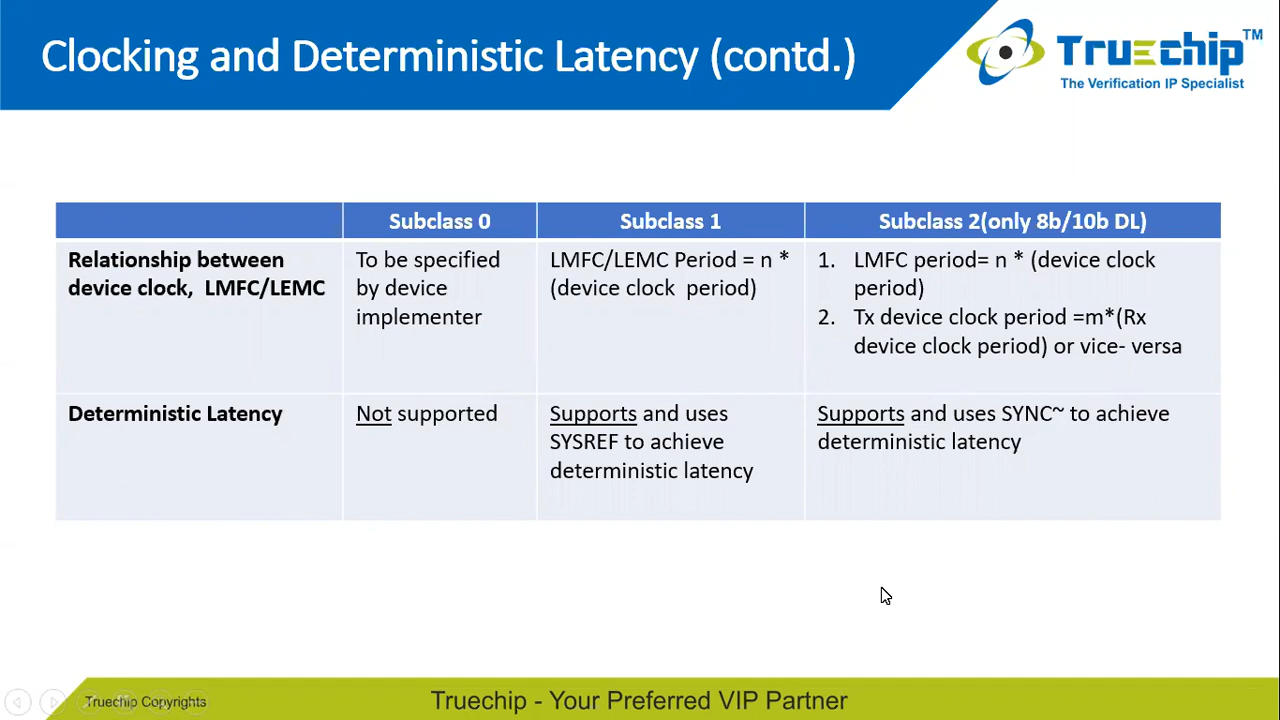 Clocking and Deterministic Latency (contd.)
Truechip™
The Verification IP Specialist
Subclass 0
Subclass 1
Subclass 2(only 8b/10b DL)
Relationship between
device clock,  LMFC/LEMC
To be specified
by device
implementer
LMFC/LEMC Period = n *
(device clock  period)
1. LMFC period= n * (device clock
period)
2. Tx device clock period =m*(Rx
device clock period) or vice- versa
Deterministic Latency
Not supported
Supports and uses
SYSREF to achieve
deterministic latency
Supports and uses SYNC~ to achieve
deterministic latency
Truechip Copyrights
Truechip - Your Preferred VIP Partner